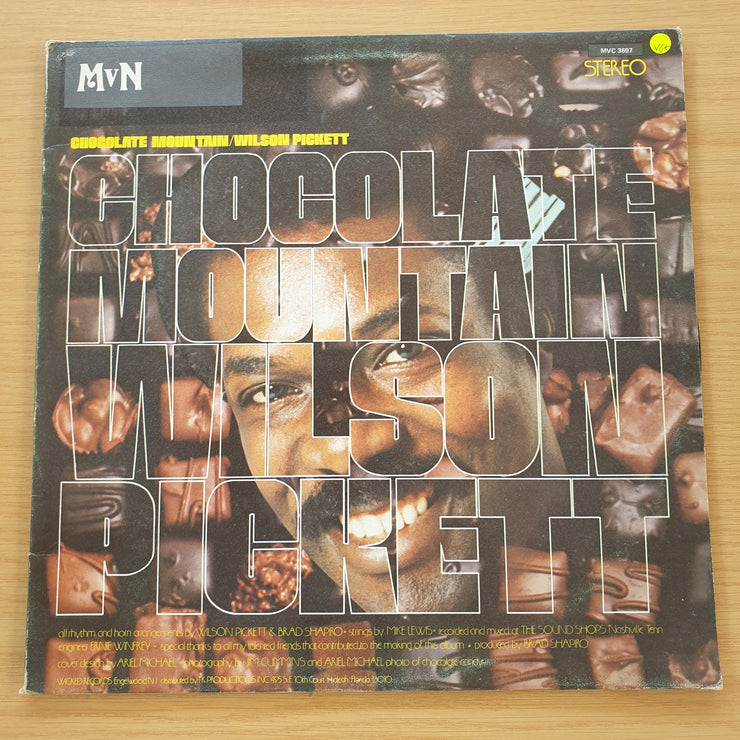 MvN
MVC 3697
VG+
STEREO
CHOCOLATE MOUNTAIN/WILSON PICKETT
CHOCOLATE
MOUNTAIN
WILSON
PICKETT
all rhythm and horn arrangements by WILSON PICKETT & BRAD SHAPIRO • strings by MIKE LEWIS • recorded and mixed at THE SOUND SHOPS Nashville, Tenn
engineer ERNIE WINFREY • special thanks to all my talented friends that contributed to the making of this album • produced by BRAD SHAPIRO
cover design by ARIEL MICHAEL • photography by JIM CUMMINS and ARIEL MICHAEL photo of chocolate candy
WICKED RECORDS Englewood N.J. distributed by T.K. PRODUCTIONS, INC 495 S.E. 10th Court Hialeah, Florida 33010